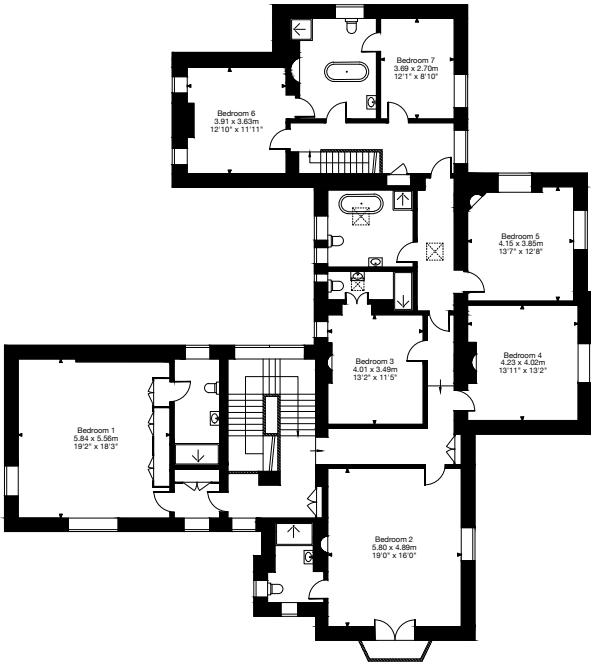 Bedroom 7
3.69 x 2.70m
12'1" x 8'10"
Bedroom 6
3.91 x 3.63m
12'10" x 11'11"
Bedroom 5
4.15 x 3.85m
13'7" x 12'8"
Bedroom 3
4.01 x 3.49m
13'2" x 11'5"
Bedroom 4
4.23 x 4.02m
13'11" x 13'2"
Bedroom 1
5.84 x 5.56m
19'2" x 18'3"
Bedroom 2
5.80 x 4.89m
19'0" x 16'0"